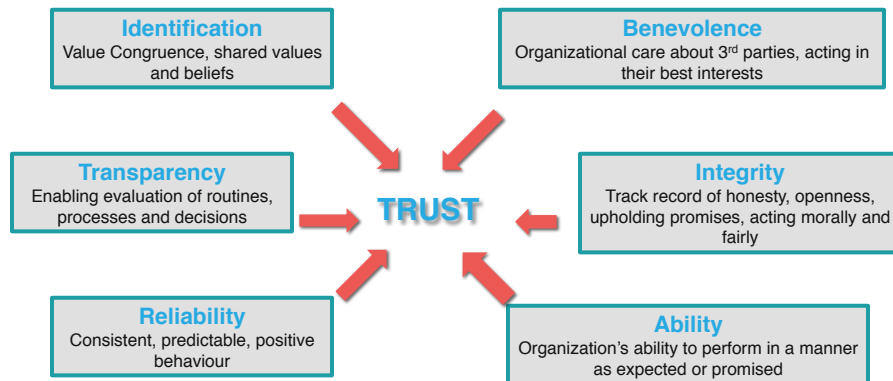 Identification
Value Congruence, shared values
and beliefs
Benevolence
Organizational care about 3rd parties, acting in
their best interests
Transparency
Enabling evaluation of routines,
processes and decisions
TRUST
Integrity
Track record of honesty, openness,
upholding promises, acting morally and
fairly
Reliability
Consistent, predictable, positive
behaviour
Ability
Organization's ability to perform in a manner
as expected or promised